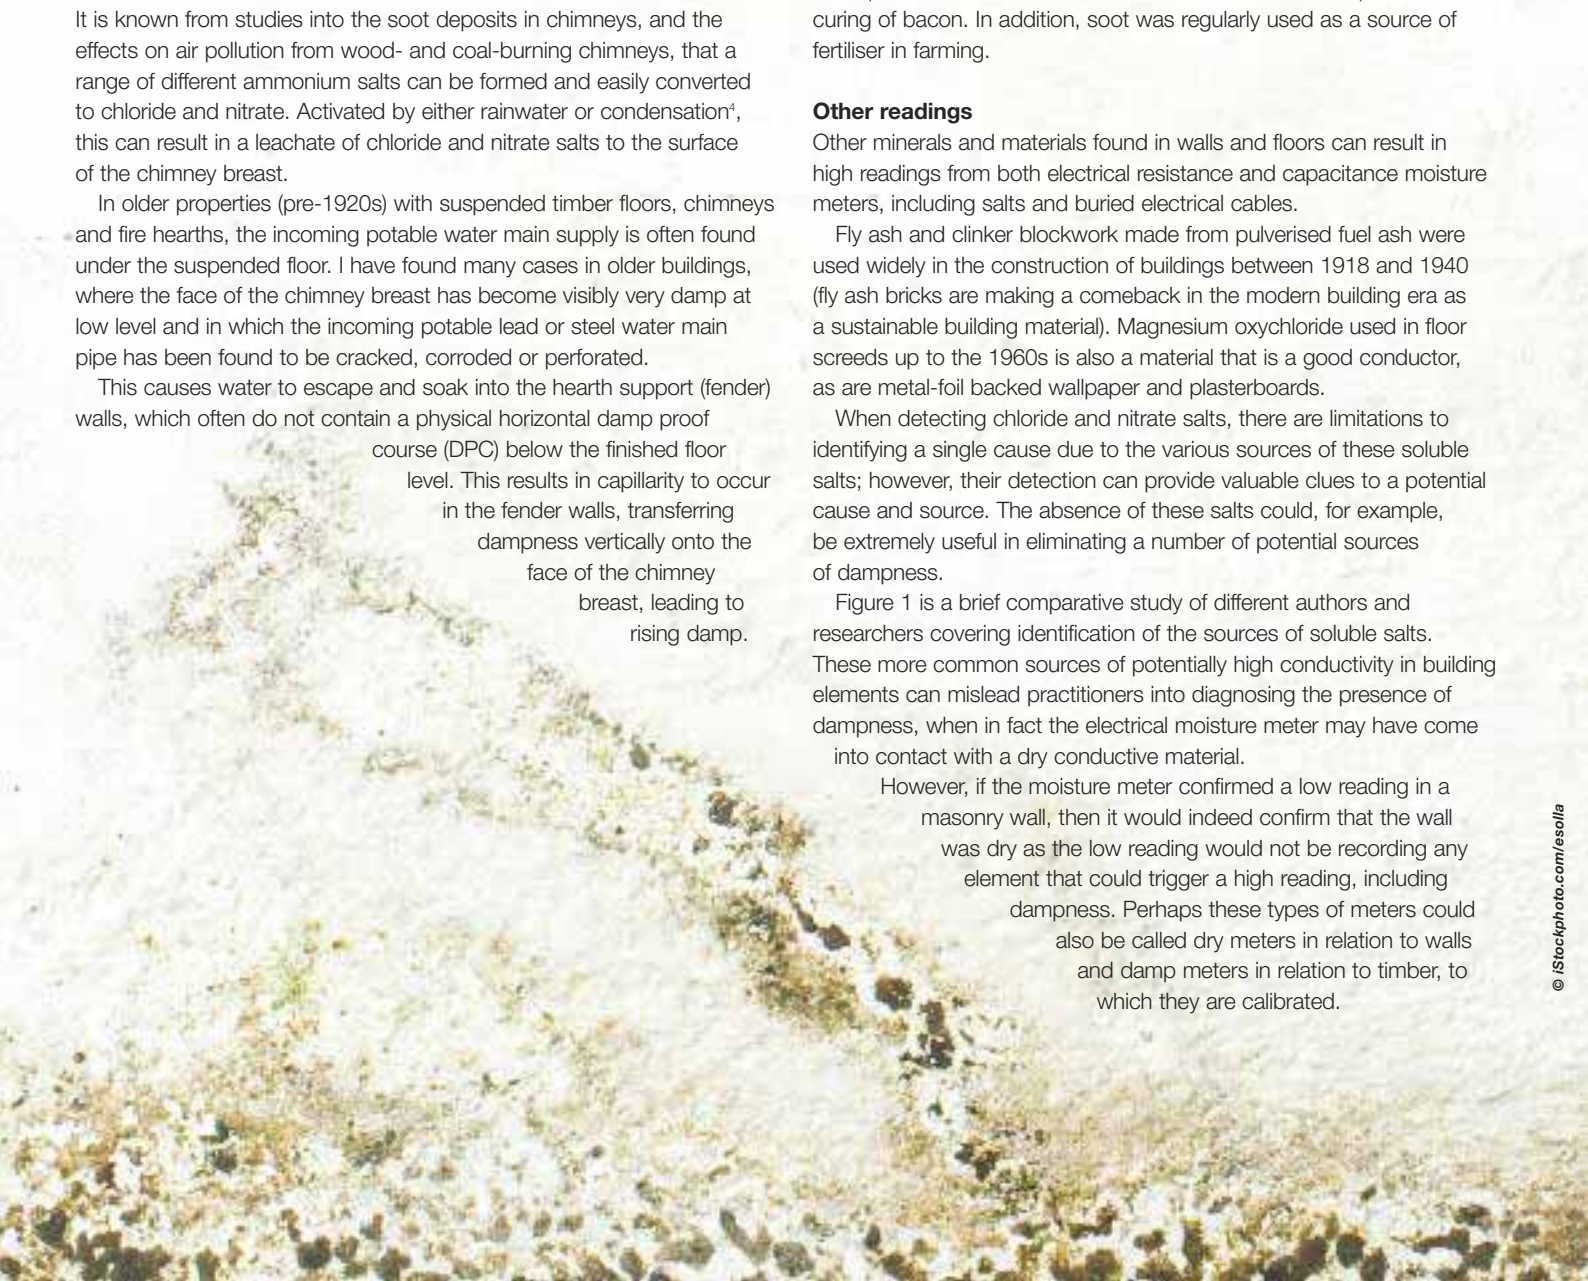 It is known from studies into the soot deposits in chimneys, and the
effects on air pollution from wood- and coal-burning chimneys, that a
range of different ammonium salts can be formed and easily converted
to chloride and nitrate. Activated by either rainwater or condensation⁴,
this can result in a leachate of chloride and nitrate salts to the surface
of the chimney breast.
In older properties (pre-1920s) with suspended timber floors, chimneys
and fire hearths, the incoming potable water main supply is often found
under the suspended floor. I have found many cases in older buildings,
where the face of the chimney breast has become visibly very damp at
low level and in which the incoming potable lead or steel water main
pipe has been found to be cracked, corroded or perforated.
This causes water to escape and soak into the hearth support (fender)
walls, which often do not contain a physical horizontal damp proof
course (DPC) below the finished floor
level. This results in capillarity to occur
in the fender walls, transferring
dampness vertically onto the
face of the chimney
breast, leading to
rising damp.
curing of bacon. In addition, soot was regularly used as a source of
fertiliser in farming.
Other readings
Other minerals and materials found in walls and floors can result in
high readings from both electrical resistance and capacitance moisture
meters, including salts and buried electrical cables.
Fly ash and clinker blockwork made from pulverised fuel ash were
used widely in the construction of buildings between 1918 and 1940
(fly ash bricks are making a comeback in the modern building era as
a sustainable building material). Magnesium oxychloride used in floor
screeds up to the 1960s is also a material that is a good conductor,
as are metal-foil backed wallpaper and plasterboards.
When detecting chloride and nitrate salts, there are limitations to
identifying a single cause due to the various sources of these soluble
salts; however, their detection can provide valuable clues to a potential
cause and source. The absence of these salts could, for example,
be extremely useful in eliminating a number of potential sources
of dampness.
Figure 1 is a brief comparative study of different authors and
researchers covering identification of the sources of soluble salts.
These more common sources of potentially high conductivity in building
elements can mislead practitioners into diagnosing the presence of
dampness, when in fact the electrical moisture meter may have come
into contact with a dry conductive material.
However, if the moisture meter confirmed a low reading in a
masonry wall, then it would indeed confirm that the wall
was dry as the low reading would not be recording any
element that could trigger a high reading, including
dampness. Perhaps these types of meters could
also be called dry meters in relation to walls
and damp meters in relation to timber, to
which they are calibrated.
© iStockphoto.com/esolla